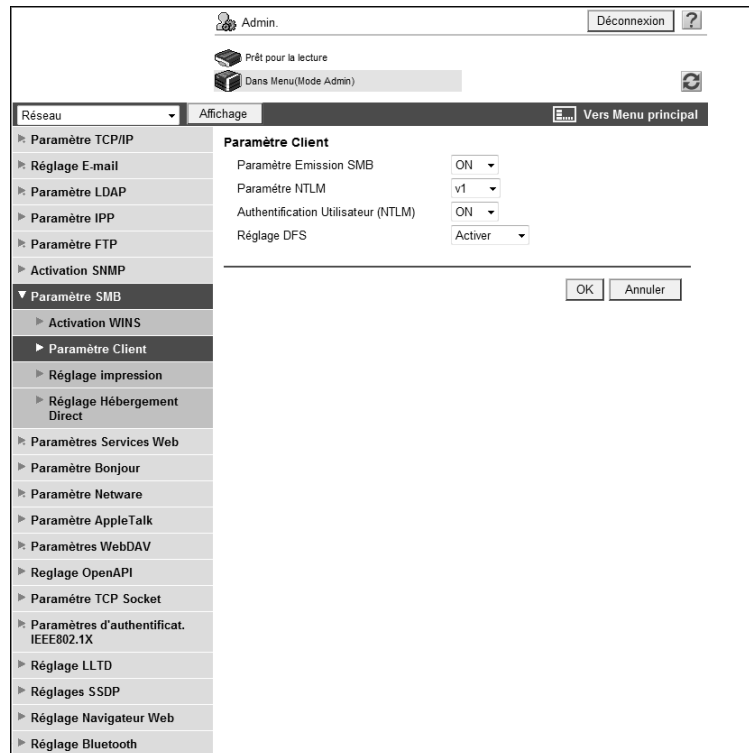 Admin.
Déconnexion
?
Prêt pour la lecture
Dans Menu(Mode Admin)
Réseau
Affichage
Vers Menu principal
Paramètre TCP/IP
Réglage E-mail
Paramètre LDAP
Paramètre IPP
Paramètre FTP
Activation SNMP
Paramètre SMB
Activation WINS
Paramètre Client
Réglage impression
Réglage Hébergement
Direct
Paramètres Services Web
Paramètre Bonjour
Paramètre Netware
Paramètre AppleTalk
Paramètres WebDAV
Reglage OpenAPI
Paramétre TCP Socket
Paramètres d'authentificat.
IEEE802.1X
Réglage LLTD
Réglages SSDP
Réglage Navigateur Web
Réglage Bluetooth
Paramètre Client
Paramètre Emission SMB ON
Paramétre NTLM v1
Authentification Utilisateur (NTLM) ON
Réglage DFS Activer
OK Annuler